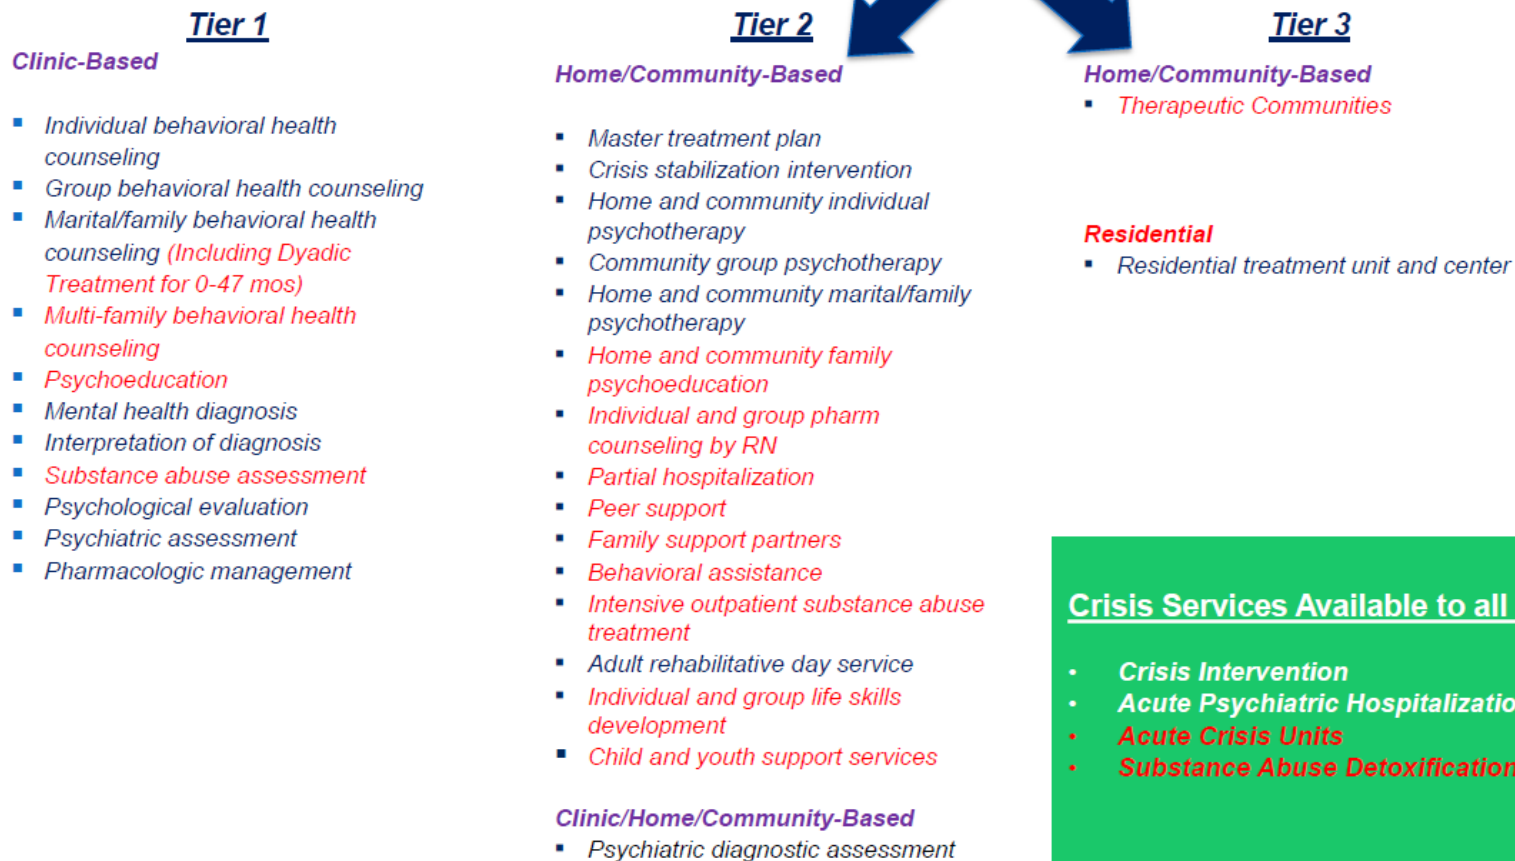 Tier 1
Clinic-Based
Individual behavioral health
counseling
Group behavioral health counseling
Marital/family behavioral health
counseling (Including Dyadic
Treatment for 0-47 mos)
Multi-family behavioral health
counseling
Psychoeducation
Mental health diagnosis
Interpretation of diagnosis
Substance abuse assessment
Psychological evaluation
Psychiatric assessment
Pharmacologic management
Tier 2
Home/Community-Based
Master treatment plan
Crisis stabilization intervention
Home and community individual
psychotherapy
Community group psychotherapy
Home and community marital/family
psychotherapy
Home and community family
psychoeducation
Individual and group pharm
counseling by RN
Partial hospitalization
Peer support
Family support partners
Behavioral assistance
Intensive outpatient substance abuse
treatment
Adult rehabilitative day service
Individual and group life skills
development
Child and youth support services
Clinic/Home/Community-Based
Psychiatric diagnostic assessment
Tier 3
Home/Community-Based
Therapeutic Communities
Residential
Residential treatment unit and center
Crisis Services Available to all
Crisis Intervention
Acute Psychiatric Hospitalizatio
Acute Crisis Units
Substance Abuse Detoxification